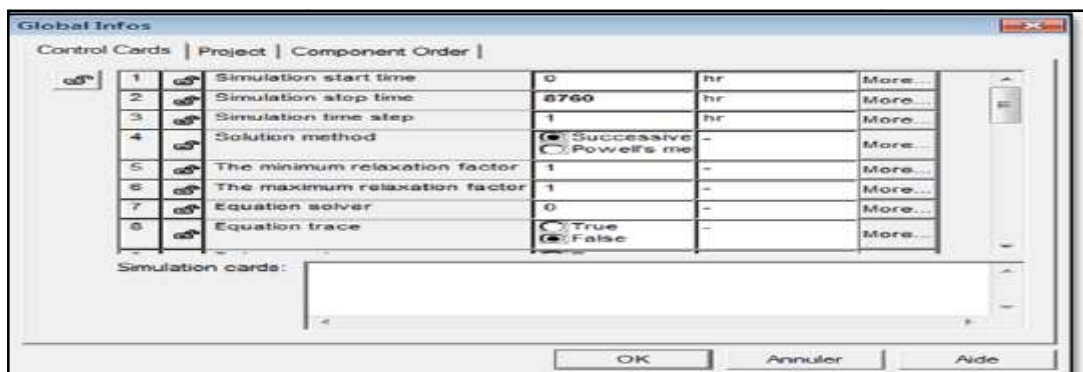 Global Infos
Control Cards | Project | Component Order |
1 Simulation start time 0 hr More...
2 Simulation stop time 8760 hr More...
3 Simulation time step 1 hr More...
4 Solution method Successive - More...
Powell's me
5 The minimum relaxation factor 1 - More...
6 The maximum relaxation factor 1 - More...
7 Equation solver 0 - More...
8 Equation trace True - More...
False
Simulation cards:
OK Annuler Aide